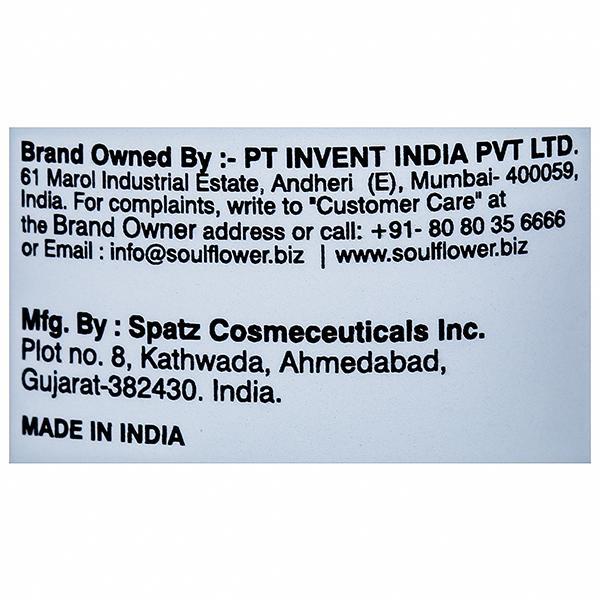 Brand Owned By :- PT INVENT INDIA PVT LTD.
61 Marol Industrial Estate, Andheri (E), Mumbai- 400059,
India. For complaints, write to "Customer Care" at
the Brand Owner address or call: +91- 80 80 35 6666
or Email : info@soulflower.biz | www.soulflower.biz
Mfg. By : Spatz Cosmeceuticals Inc.
Plot no. 8, Kathwada, Ahmedabad,
Gujarat-382430. India.
MADE IN INDIA